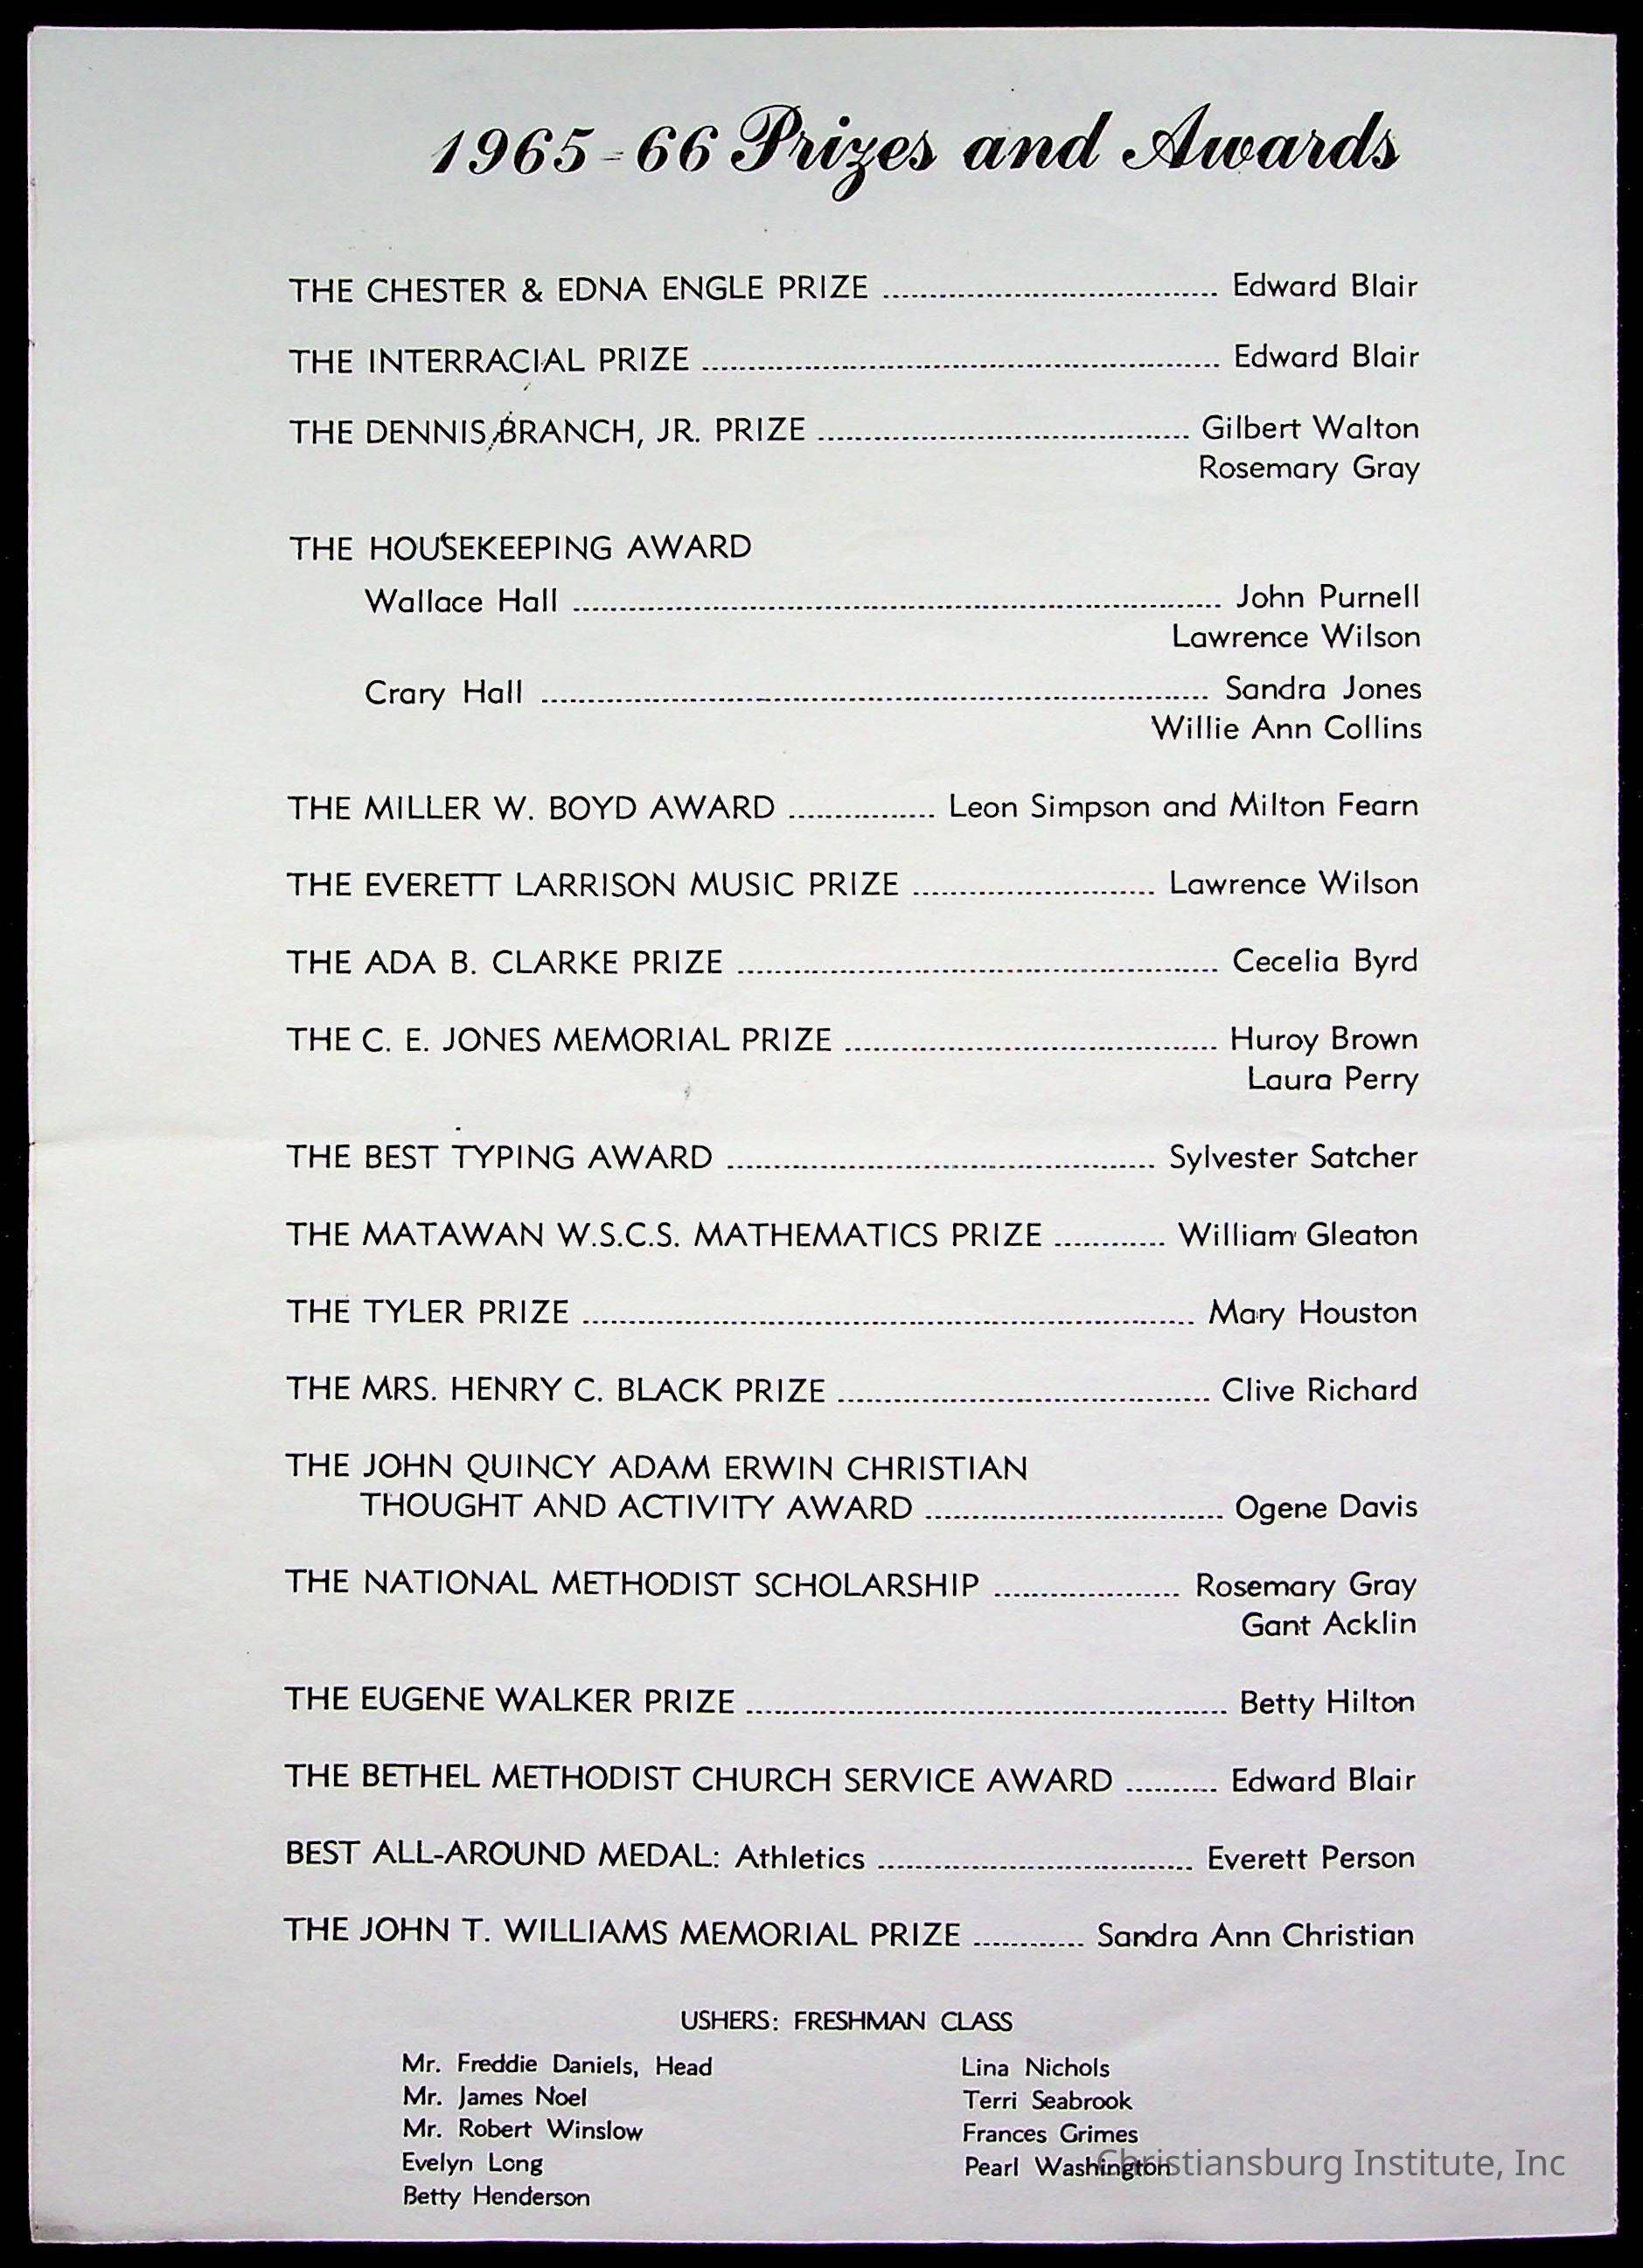 1965-66 Prizes and Awards
THE CHESTER & EDNA ENGLE PRIZE .................................... Edward Blair
THE INTERRACIAL PRIZE .................................... Edward Blair
THE DENNIS BRANCH, JR. PRIZE .................................... Gilbert Walton
Rosemary Gray
THE HOUSEKEEPING AWARD
Wallace Hall .................................... John Purnell
Lawrence Wilson
Crary Hall .................................... Sandra Jones
Willie Ann Collins
THE MILLER W. BOYD AWARD ................ Leon Simpson and Milton Fearn
THE EVERETT LARRISON MUSIC PRIZE .......................... Lawrence Wilson
THE ADA B. CLARKE PRIZE .................................... Cecelia Byrd
THE C. E. JONES MEMORIAL PRIZE .................................... Huroy Brown
Laura Perry
THE BEST TYPING AWARD .................................... Sylvester Satcher
THE MATAWAN W.S.C.S. MATHEMATICS PRIZE ............ William Gleaton
THE TYLER PRIZE .................................... Mary Houston
THE MRS. HENRY C. BLACK PRIZE .................................... Clive Richard
THE JOHN QUINCY ADAM ERWIN CHRISTIAN
THOUGHT AND ACTIVITY AWARD ................................ Ogene Davis
THE NATIONAL METHODIST SCHOLARSHIP .................... Rosemary Gray
Gant Acklin
THE EUGENE WALKER PRIZE .................................... Betty Hilton
THE BETHEL METHODIST CHURCH SERVICE AWARD .......... Edward Blair
BEST ALL-AROUND MEDAL: Athletics .................................. Everett Person
THE JOHN T. WILLIAMS MEMORIAL PRIZE ............ Sandra Ann Christian
USHERS: FRESHMAN CLASS
Mr. Freddie Daniels, Head
Mr. James Noel
Mr. Robert Winslow
Evelyn Long
Betty Henderson
Lina Nichols
Terri Seabrook
Frances Grimes
Pearl Washington
Christiansburg Institute, Inc